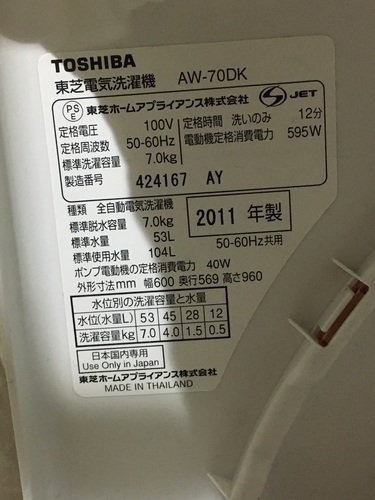 TOSHIBA
東芝電気洗濯機 AW-70DK
PS E 東芝ホームアプライアンス株式会社 JET
定格電圧 100V 定格時間 洗いのみ 12分
定格周波数 50-60Hz 電動機定格消費電力 595W
標準洗濯容量 7.0kg
製造番号 424167 AY
種類 全自動電気洗濯機
標準脱水容量 7.0kg 2011 年製
標準水量 53L
標準使用水量 104L 50-60Hz共用
ポンプ電動機の定格消費電力 40W
外形寸法mm 幅600 奥行569 高さ960
水位別の洗濯容量と水量
水位(水量L) 53 45 28 12
洗濯容量kg 7.0 4.0 1.5 0.5
日本国内専用
Use Only in Japan
東芝ホームアプライアンス株式会社
MADE IN THAILAND